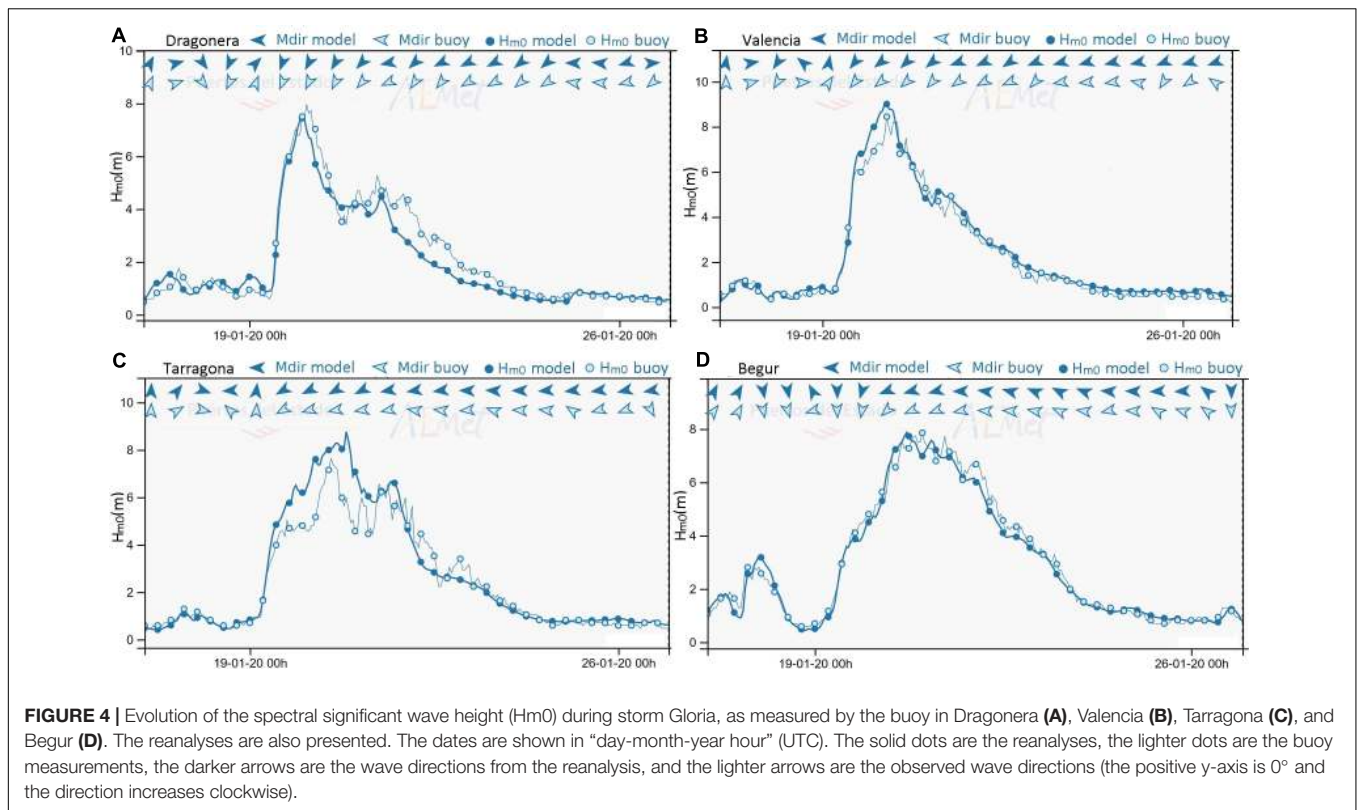 A
Dragonera Mdir model Mdir buoy Hm0 model Hm0 buoy
10
8
6
4
2
0
Hm0(m)
19-01-20 00h
26-01-20 00h
B
Valencia Mdir model Mdir buoy Hm0 model Hm0 buoy
10
8
6
4
2
0
Hm0(m)
19-01-20 00h
26-01-20 00h
C
Tarragona Mdir model Mdir buoy Hm0 model Hm0 buoy
10
8
6
4
2
0
Hm0(m)
19-01-20 00h
26-01-20 00h
D
Begur Mdir model Mdir buoy Hm0 model Hm0 buoy
8
6
4
2
0
Hm0(m)
19-01-20 00h
26-01-20 00h
FIGURE 4 | Evolution of the spectral significant wave height (Hm0) during storm Gloria, as measured by the buoy in Dragonera (A), Valencia (B), Tarragona (C), and
Begur (D). The reanalyses are also presented. The dates are shown in “day-month-year hour” (UTC). The solid dots are the reanalyses, the lighter dots are the buoy
measurements, the darker arrows are the wave directions from the reanalysis, and the lighter arrows are the observed wave directions (the positive y-axis is 0° and
the direction increases clockwise).